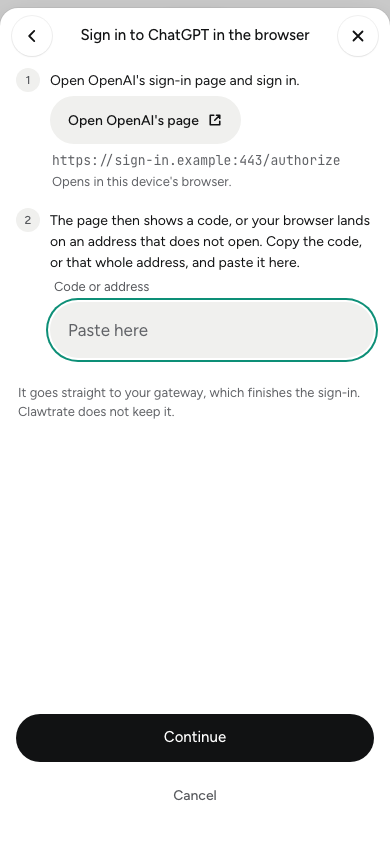 Sign in to ChatGPT in the browser
1
Open OpenAI's sign-in page and sign in.
Open OpenAI's page
https://sign-in.example:443/authorize
Opens in this device's browser.
2
The page then shows a code, or your browser lands
on an address that does not open. Copy the code,
or that whole address, and paste it here.
Code or address
Paste here
It goes straight to your gateway, which finishes the sign-in.
Clawtrate does not keep it.
Continue
Cancel